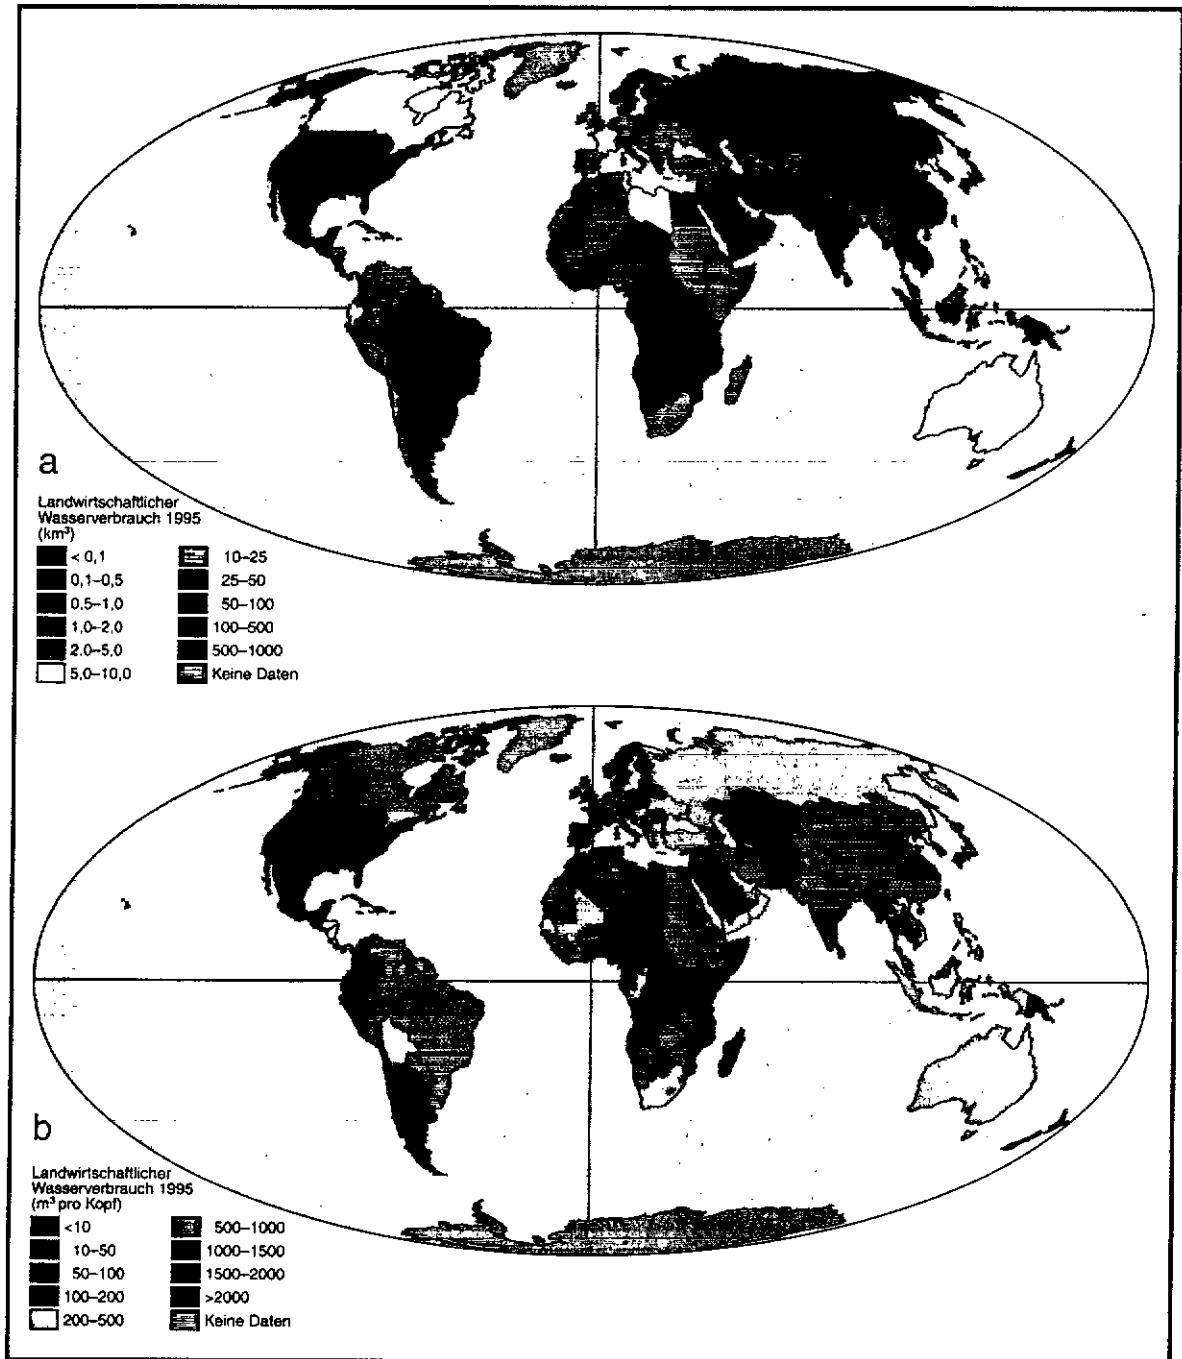 a
Landwirtschaftlicher
Wasserverbrauch 1995
(km³)
< 0,1
0,1–0,5
0,5–1,0
1,0–2,0
2,0–5,0
5,0–10,0
10–25
25–50
50–100
100–500
500–1000
Keine Daten
b
Landwirtschaftlicher
Wasserverbrauch 1995
(m³ pro Kopf)
<10
10–50
50–100
100–200
200–500
500–1000
1000–1500
1500–2000
>2000
Keine Daten